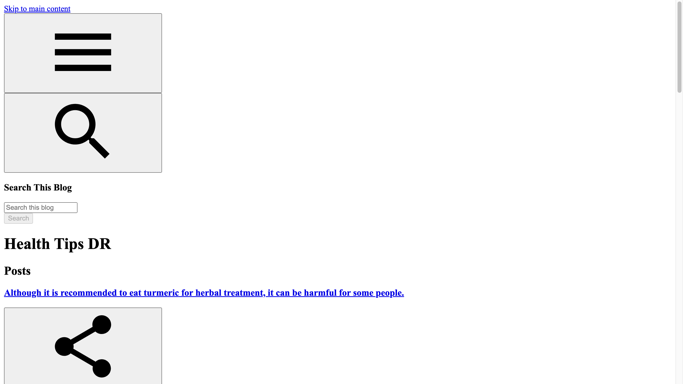 Skip to main content
Search This Blog
Search this blog
Search
Health Tips DR
Posts
Although it is recommended to eat turmeric for herbal treatment, it can be harmful for some people.